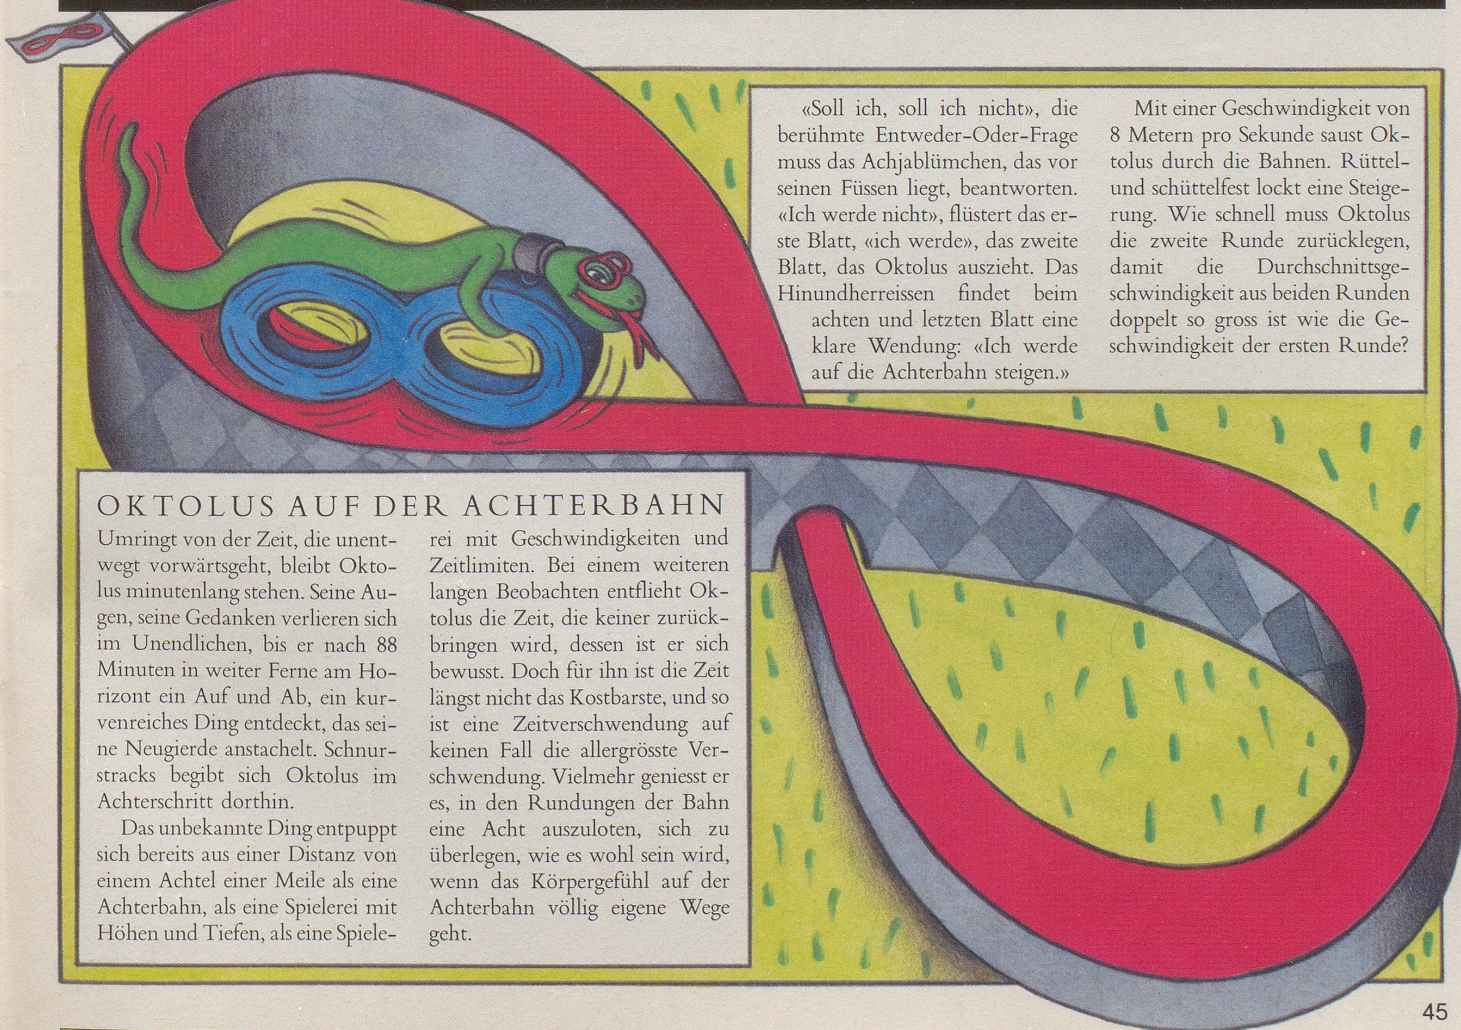 OKTOLUS AUF DER ACHTERBAHN
Umringt von der Zeit, die unent-
wegt vorwärtsgeht, bleibt Okto-
lus minutenlang stehen. Seine Au-
gen, seine Gedanken verlieren sich
im Unendlichen, bis er nach 88
Minuten in weiter Ferne am Ho-
rizont ein Auf und Ab, ein kur-
venreiches Ding entdeckt, das sei-
ne Neugierde anstachelt. Schnur-
stracks begibt sich Oktolus im
Achterschritt dorthin.
Das unbekannte Ding entpuppt
sich bereits aus einer Distanz von
einem Achtel einer Meile als eine
Achterbahn, als eine Spielerei mit
Höhen und Tiefen, als eine Spiele-
rei mit Geschwindigkeiten und
Zeitlimiten. Bei einem weiteren
langen Beobachten entflieht Ok-
tolus die Zeit, die keiner zurück-
bringen wird, dessen ist er sich
bewusst. Doch für ihn ist die Zeit
längst nicht das Kostbarste, und so
ist eine Zeitverschwendung auf
keinen Fall die allergrösste Ver-
schwendung. Vielmehr geniesst er
es, in den Rundungen der Bahn
eine Acht auszuloten, sich zu
überlegen, wie es wohl sein wird,
wenn das Körpergefühl auf der
Achterbahn völlig eigene Wege
geht.
«Soll ich, soll ich nicht», die
berühmte Entweder-Oder-Frage
muss das Achjablümchen, das vor
seinen Füssen liegt, beantworten.
«Ich werde nicht», flüstert das er-
ste Blatt, «ich werde», das zweite
Blatt, das Oktolus auszieht. Das
Hinundherreissen findet beim
achten und letzten Blatt eine
klare Wendung: «Ich werde
auf die Achterbahn steigen.»
Mit einer Geschwindigkeit von
8 Metern pro Sekunde saust Ok-
tolus durch die Bahnen. Rüttel-
und schüttelfest lockt eine Steige-
rung. Wie schnell muss Oktolus
die zweite Runde zurücklegen,
damit die Durchschnittsge-
schwindigkeit aus beiden Runden
doppelt so gross ist wie die Ge-
schwindigkeit der ersten Runde?
45